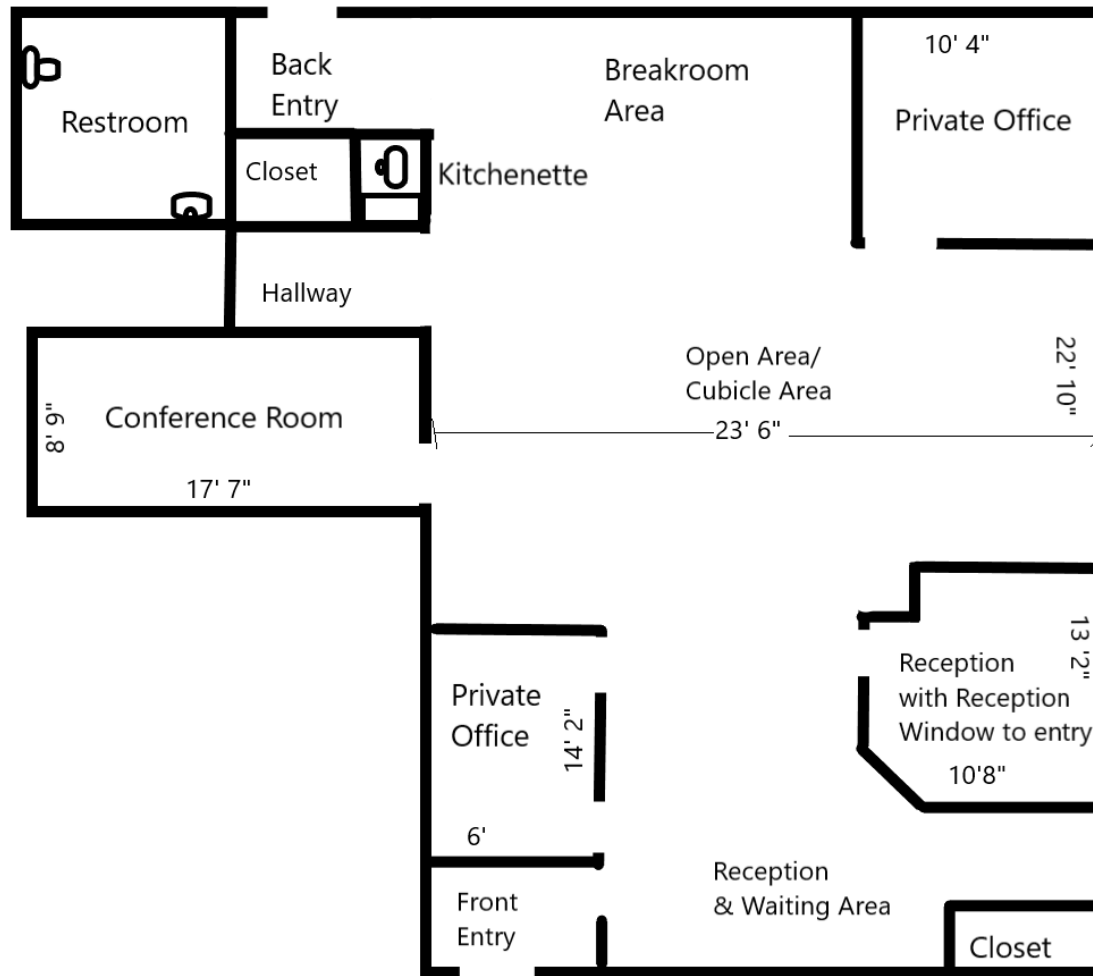 10' 4"
Back
Entry
Breakroom
Area
Restroom
Private Office
Closet
Kitchenette
Hallway
Open Area/
Cubicle Area
22' 10"
8' 9"
Conference Room
23' 6"
17' 7"
13 '2"
Reception
with Reception
Window to entry
Private
Office
14' 2"
10'8"
6'
Reception
& Waiting Area
Front
Entry
Closet